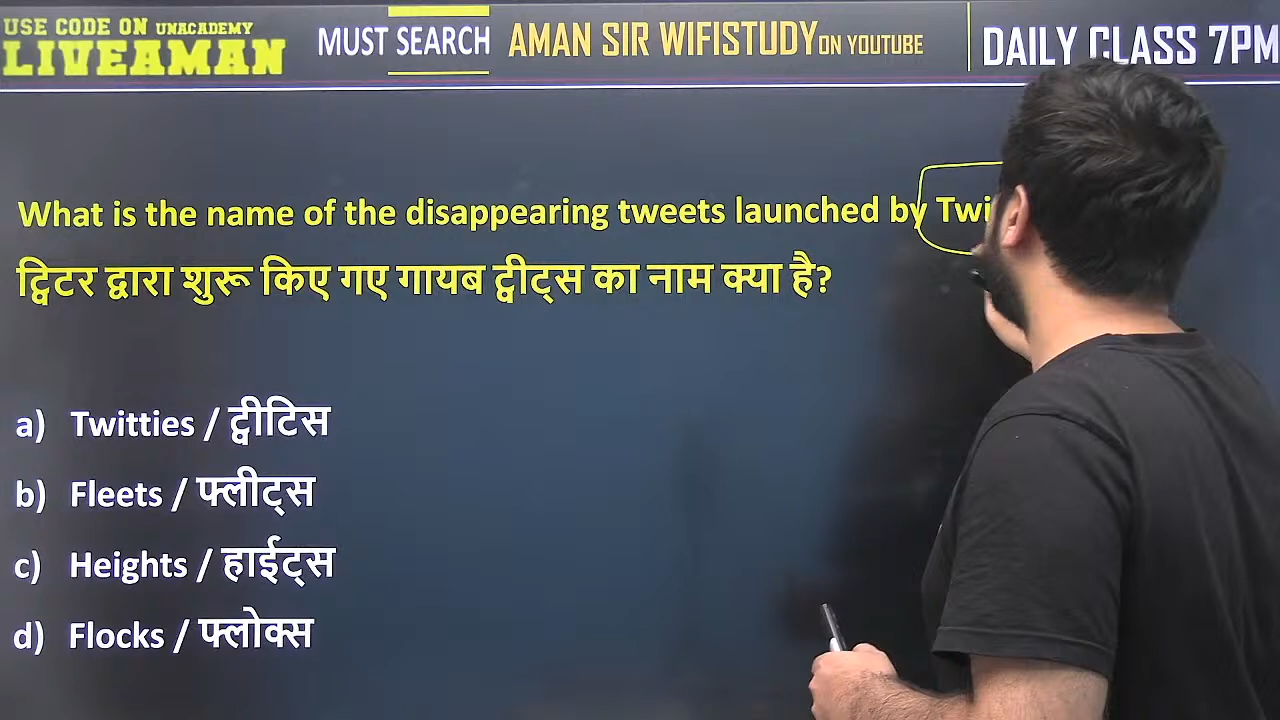 USE CODE ON UNACADEMY
LIVEAMAN
MUST SEARCH
AMAN SIR WIFISTUDY ON YOUTUBE
DAILY CLASS 7PM
What is the name of the disappearing tweets launched by
ट्विटर द्वारा शुरू किए गए गायब ट्वीट्स का नाम क्या है?
a) Twitties / ट्वीटिस
b) Fleets / फ्लीट्स
c) Heights / हाईट्स
d) Flocks / फ्लोक्स